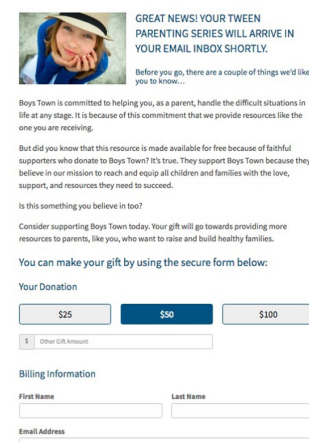 GREAT NEWS! YOUR TWEEN
PARENTING SERIES WILL ARRIVE IN
YOUR EMAIL INBOX SHORTLY.
Before you go, there are a couple of things we'd like
you to know…
Boys Town is committed to helping you, as a parent, handle the difficult situations in
life at any stage. It is because of this commitment that we provide resources like the
one you are receiving.
But did you know that this resource is made available for free because of faithful
supporters who donate to Boys Town? It's true. They support Boys Town because they
believe in our mission to reach and equip all children and families with the love,
support, and resources they need to succeed.
Is this something you believe in too?
Consider supporting Boys Town today. Your gift will go towards providing more
resources to parents, like you, who want to raise and build healthy families.
You can make your gift by using the secure form below:
Your Donation
$25 $50 $100
$ Other Gift Amount
Billing Information
First Name Last Name
Email Address